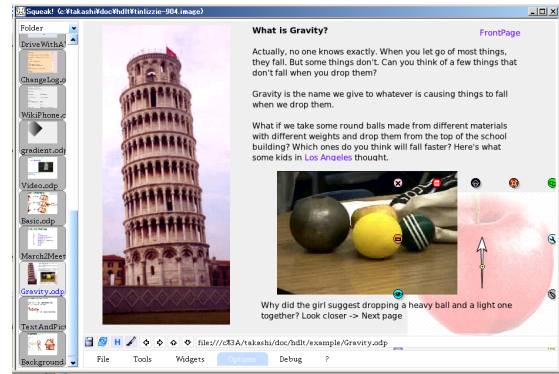 Squeak! (c:¥takashi¥doc¥hdlt¥tinlizzie-904.image)
Folder
DriveWithA
ChangeLog.o
WikiPhone.c
gradient.odp
Video.odp
Basic.odp
March2Meet
Gravity.odp
TextAndPict
Background.
What is Gravity?
FrontPage
Actually, no one knows exactly. When you let go of most things,
they fall. But some things don't. Can you think of a few things that
don't fall when you drop them?
Gravity is the name we give to whatever is causing things to fall
when we drop them.
What if we take some round balls made from different materials
with different weights and drop them from the top of the school
building? Which ones do you think will fall faster? Here's what
some kids in Los Angeles thought.
Why did the girl suggest dropping a heavy ball and a light one
together? Look closer -> Next page
H file:///c%3A/takashi/doc/hdlt/example/Gravity.odp
File Tools Widgets Options Debug ?